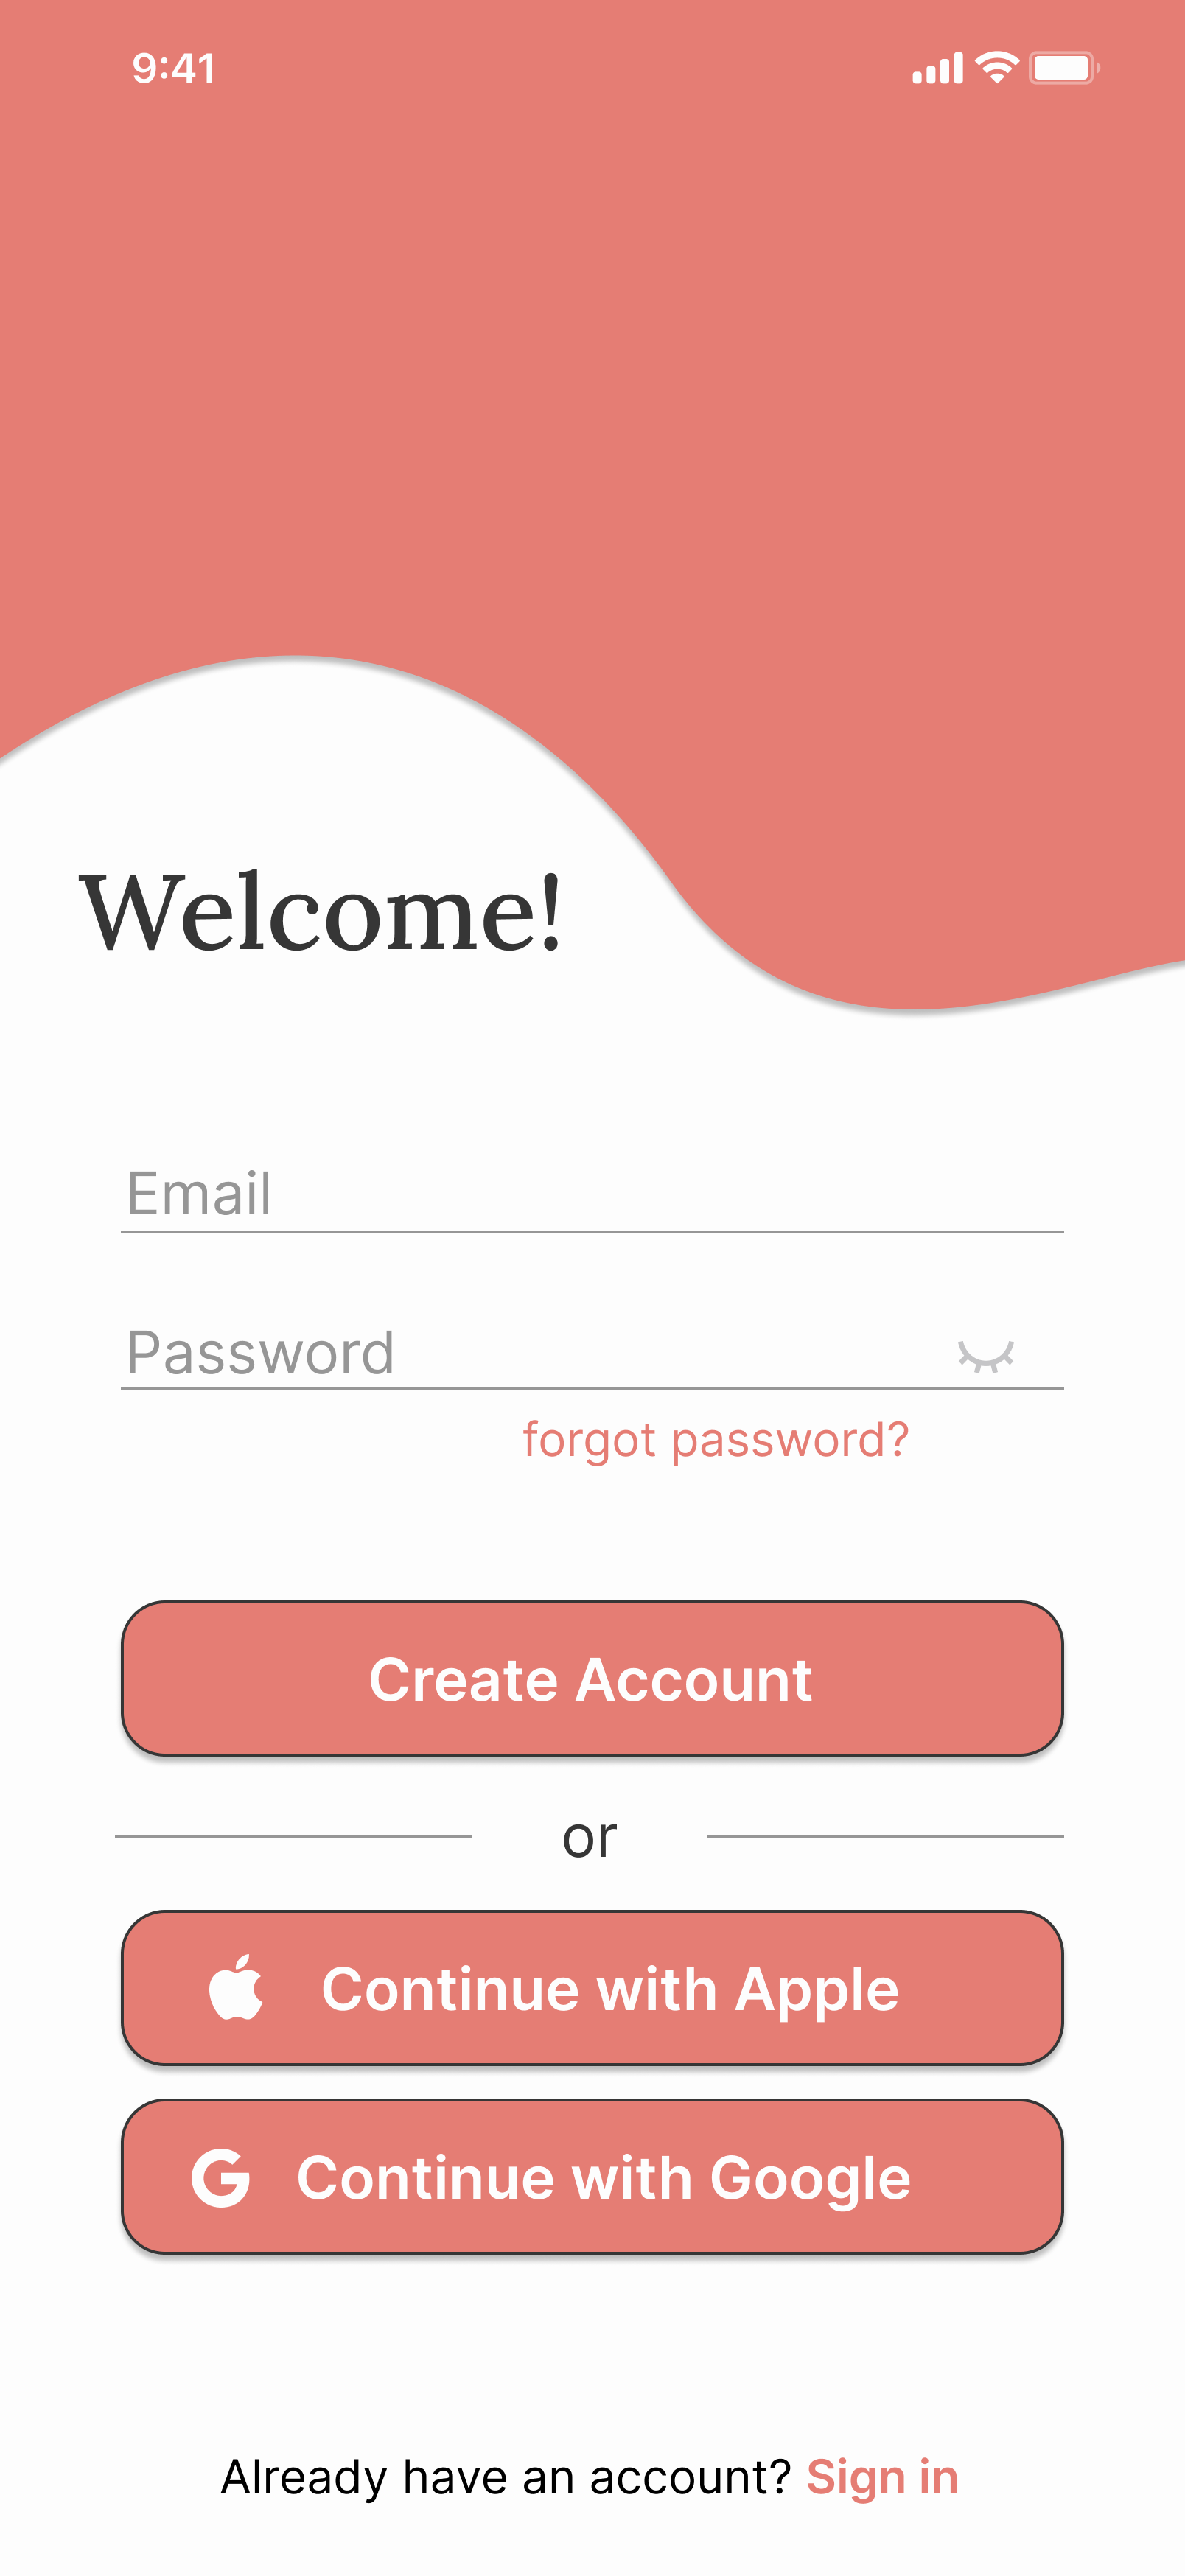 9:41
Welcome!
Email
Password
forgot password?
Create Account
or
Continue with Apple
Continue with Google
Already have an account? Sign in